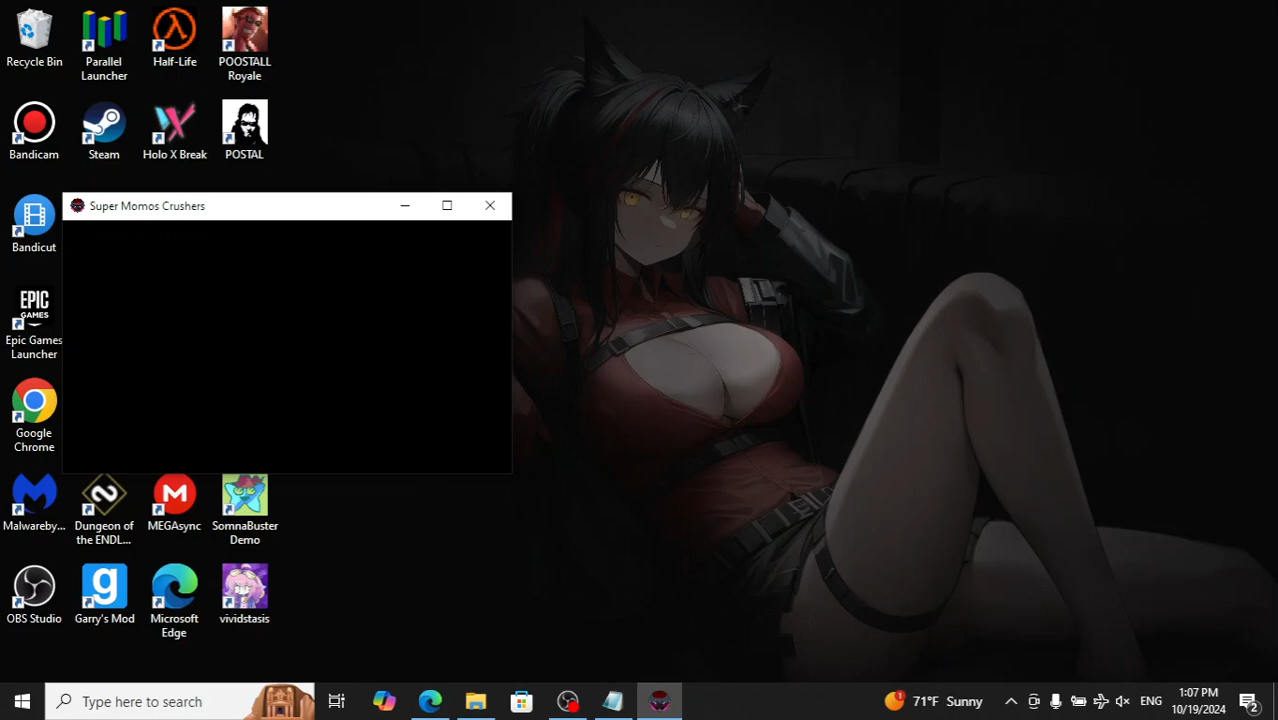 Recycle Bin
Parallel
Launcher
Half-Life
POOSTALL
Royale
Bandicam
Steam
Holo X Break
POSTAL
Super Momos Crushers
Bandicut
EPIC
GAMES
Epic Games
Launcher
Google
Chrome
Malwareby...
Dungeon of
the ENDL...
MEGAsync
SomnaBuster
Demo
OBS Studio
Garry's Mod
Microsoft
Edge
vividstasis
Type here to search
71°F Sunny
ENG
1:07 PM
10/19/2024
2